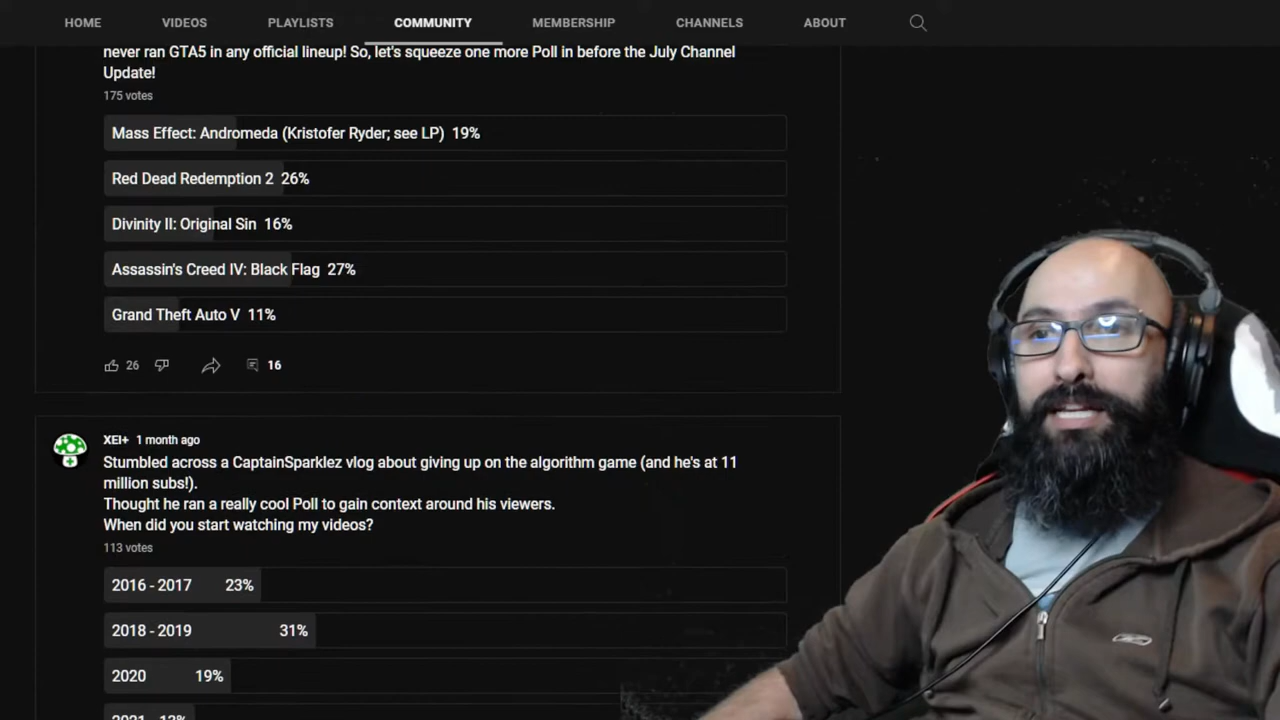 HOME VIDEOS PLAYLISTS COMMUNITY MEMBERSHIP CHANNELS ABOUT
never ran GTA5 in any official lineup! So, let's squeeze one more Poll in before the July Channel
Update!
175 votes
Mass Effect: Andromeda (Kristofer Ryder; see LP) 19%
Red Dead Redemption 2 26%
Divinity II: Original Sin 16%
Assassin's Creed IV: Black Flag 27%
Grand Theft Auto V 11%
26 16
XEI+ 1 month ago
Stumbled across a CaptainSparklez vlog about giving up on the algorithm game (and he's at 11
million subs!).
Thought he ran a really cool Poll to gain context around his viewers.
When did you start watching my videos?
113 votes
2016 - 2017 23%
2018 - 2019 31%
2020 19%